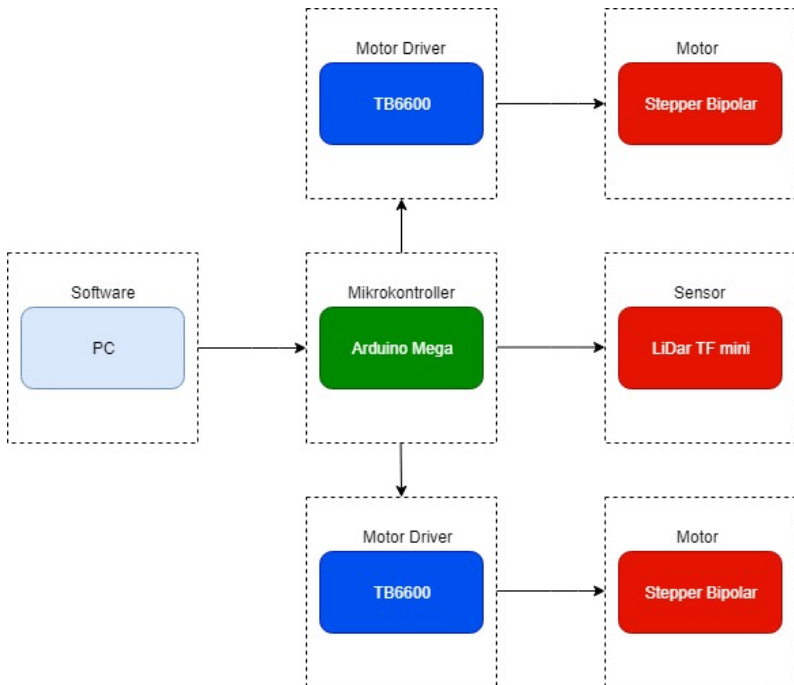 Motor Driver
TB6600
Motor
Stepper Bipolar
Software
PC
Mikrokontroller
Arduino Mega
Sensor
LiDar TF mini
Motor Driver
TB6600
Motor
Stepper Bipolar